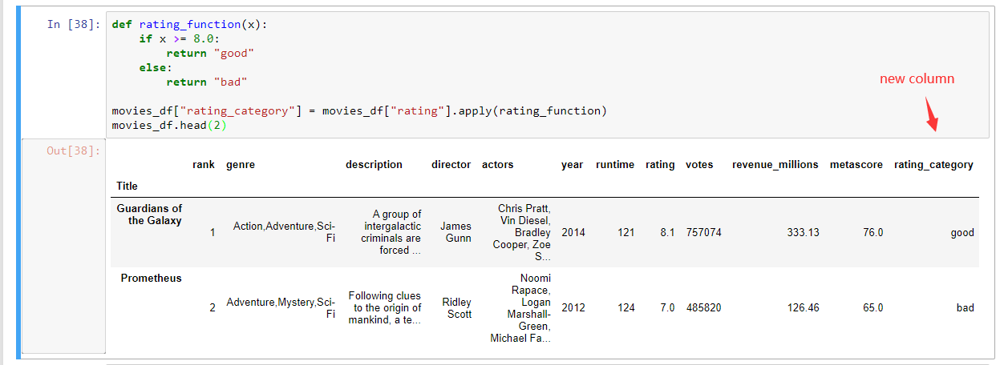 In [38]:
def rating_function(x):
    if x >= 8.0:
        return "good"
    else:
        return "bad"
movies_df["rating_category"] = movies_df["rating"].apply(rating_function)
movies_df.head(2)
new column
Out[38]:
rank genre description director actors year runtime rating votes revenue_millions metascore rating_category
Title
Guardians of
the Galaxy
1
Action,Adventure,Sci-
Fi
A group of
intergalactic
criminals are
forced ...
James
Gunn
Chris Pratt,
Vin Diesel,
Bradley
Cooper, Zoe
S...
2014 121 8.1 757074 333.13 76.0 good
Prometheus
2
Adventure,Mystery,Sci-
Fi
Following clues
to the origin of
mankind, a te...
Ridley
Scott
Noomi
Rapace,
Logan
Marshall-
Green,
Michael Fa...
2012 124 7.0 485820 126.46 65.0 bad